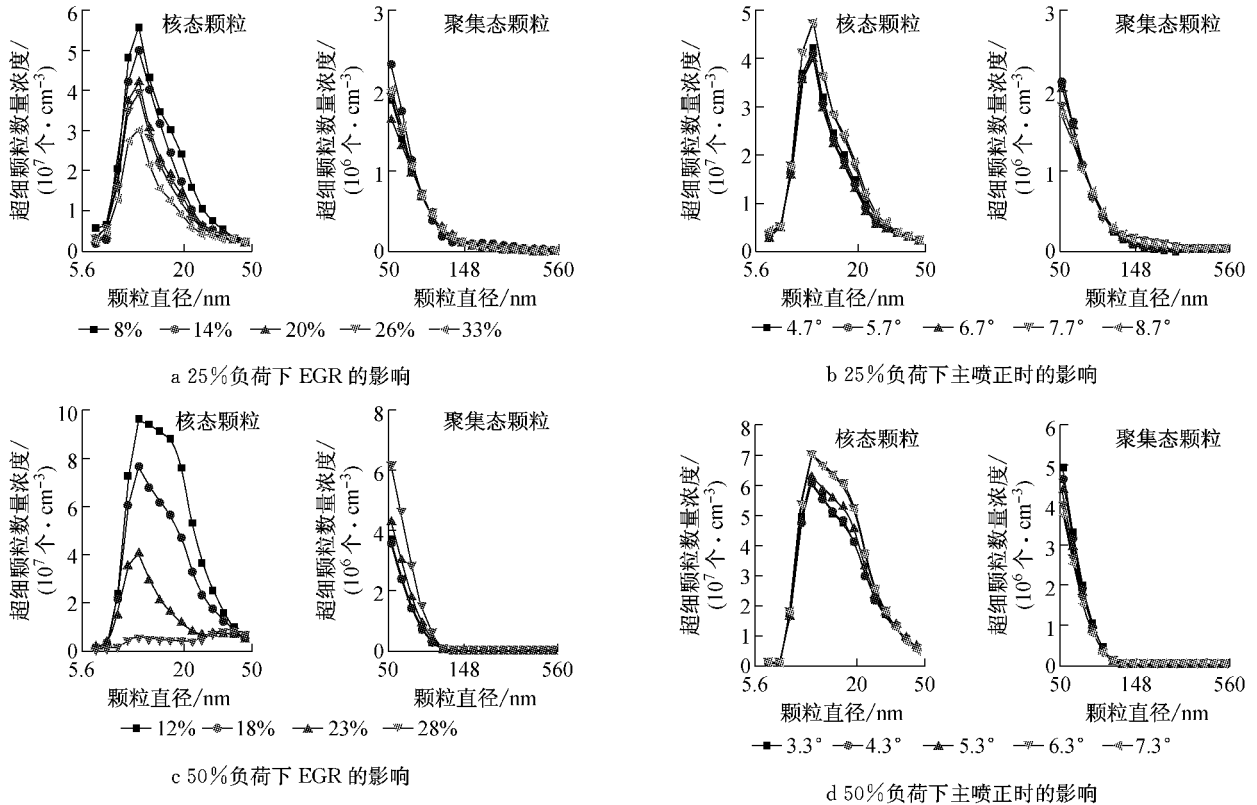 核态颗粒
聚集态颗粒
超细颗粒数量浓度/
(10⁷个·cm⁻³)
6
5
4
3
2
1
0
5.6 20 50
颗粒直径/nm
超细颗粒数量浓度/
(10⁶个·cm⁻³)
3
2
1
0
50 148 560
颗粒直径/nm
8% 14% 20% 26% 33%
a 25%负荷下 EGR 的影响
核态颗粒
聚集态颗粒
超细颗粒数量浓度/
(10⁷个·cm⁻³)
5
4
3
2
1
0
5.6 20 50
颗粒直径/nm
超细颗粒数量浓度/
(10⁶个·cm⁻³)
3
2
1
0
50 148 560
颗粒直径/nm
4.7° 5.7° 6.7° 7.7° 8.7°
b 25%负荷下主喷正时的影响
核态颗粒
聚集态颗粒
超细颗粒数量浓度/
(10⁷个·cm⁻³)
10
8
6
4
2
0
5.6 20 50
颗粒直径/nm
超细颗粒数量浓度/
(10⁶个·cm⁻³)
8
6
4
2
0
50 148 560
颗粒直径/nm
12% 18% 23% 28%
c 50%负荷下 EGR 的影响
核态颗粒
聚集态颗粒
超细颗粒数量浓度/
(10⁷个·cm⁻³)
8
7
6
5
4
3
2
1
0
5.6 20 50
颗粒直径/nm
超细颗粒数量浓度/
(10⁶个·cm⁻³)
6
5
4
3
2
1
0
50 148 560
颗粒直径/nm
3.3° 4.3° 5.3° 6.3° 7.3°
d 50%负荷下主喷正时的影响